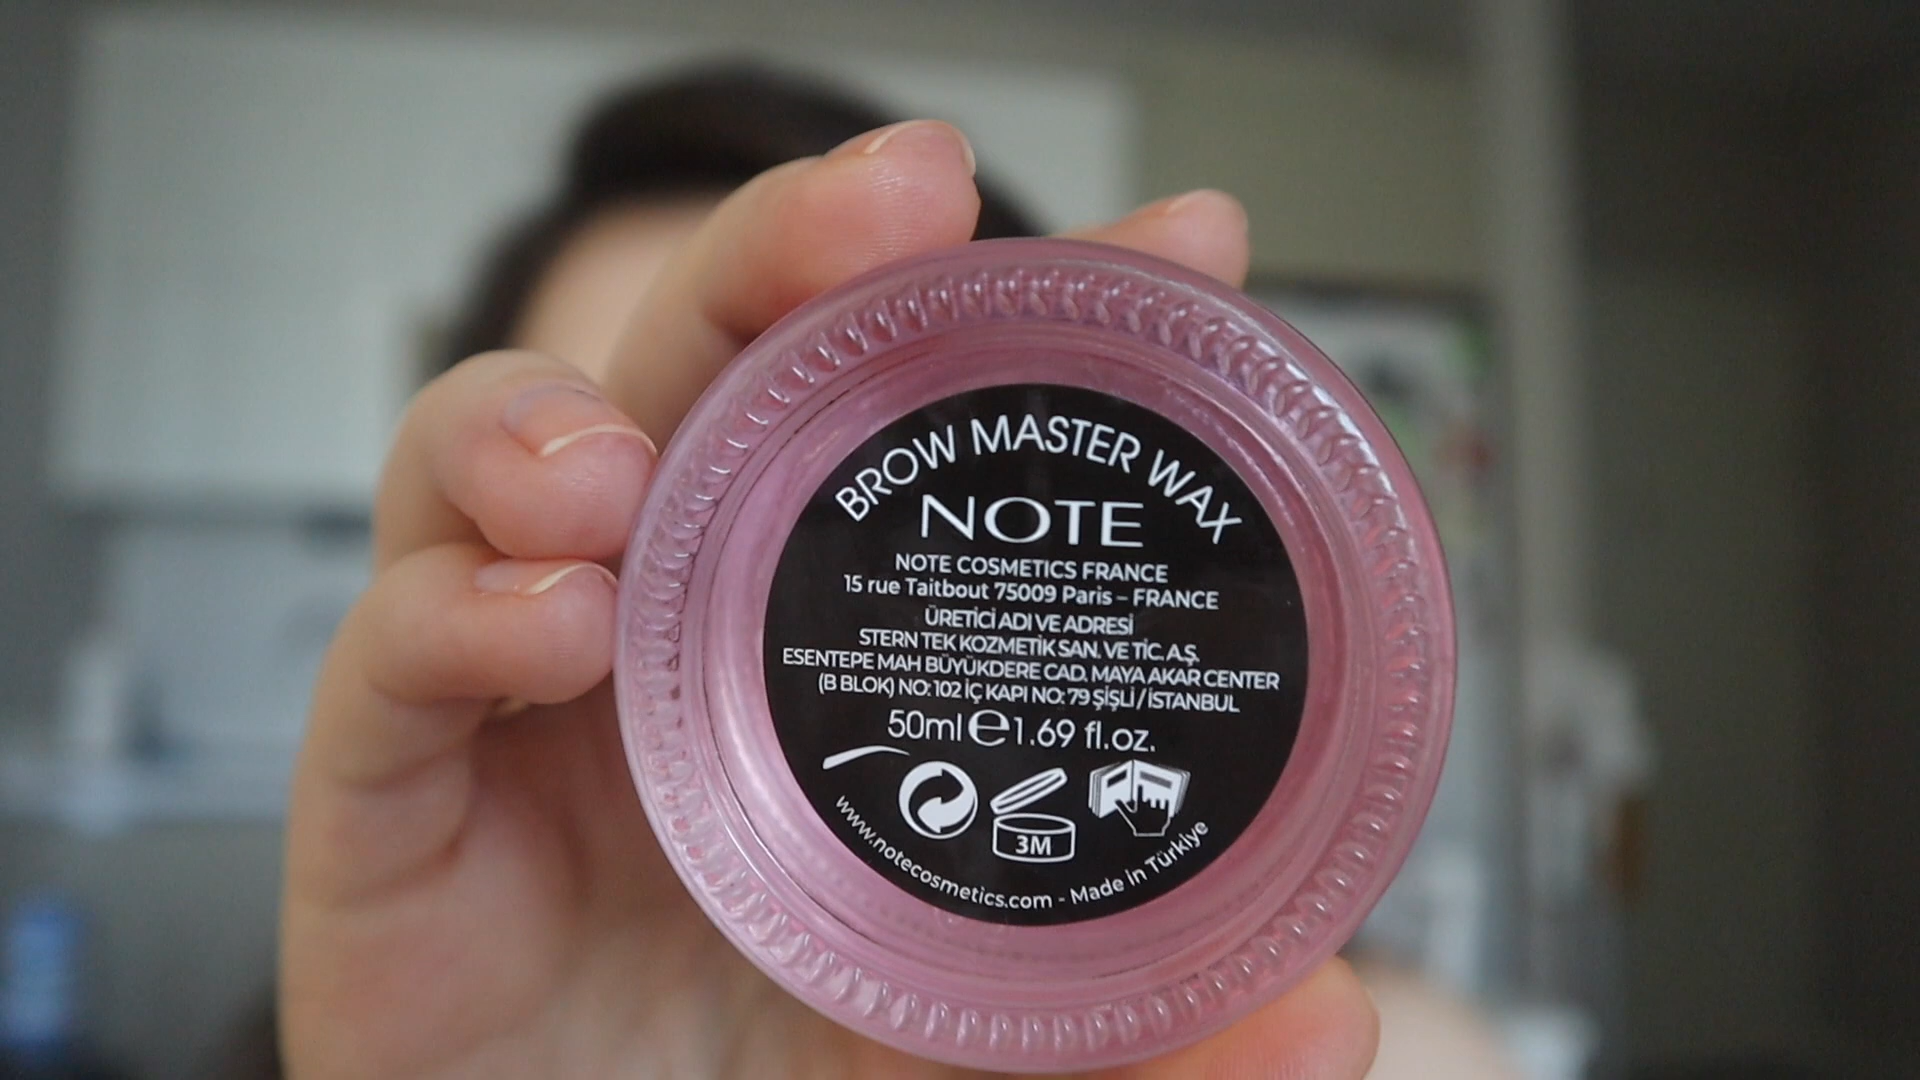 BROW MASTER WAX
NOTE
NOTE COSMETICS FRANCE
15 rue Taitbout 75009 Paris – FRANCE
ÜRETİCİ ADI VE ADRESİ
STERN TEK KOZMETİK SAN. VE TİC. A.Ş.
ESENTEPE MAH BÜYÜKDERE CAD. MAYA AKAR CENTER
(B BLOK) NO: 102 İÇ KAPI NO: 79 ŞİŞLİ / İSTANBUL
50ml e 1.69 fl.oz.
3M
www.notecosmetics.com - Made in Türkiye